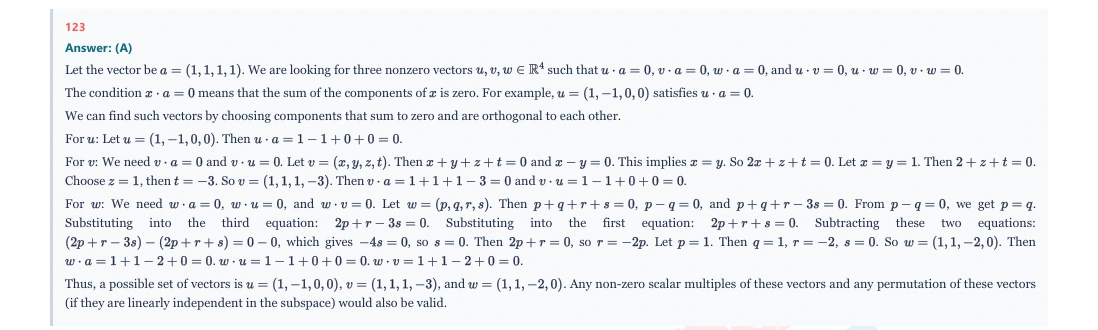 123
Answer: (A)
Let the vector be a = (1, 1, 1, 1). We are looking for three nonzero vectors u, v, w ∈ ℝ⁴ such that u · a = 0, v · a = 0, w · a = 0, and u · v = 0, u · w = 0, v · w = 0.
The condition x · a = 0 means that the sum of the components of x is zero. For example, u = (1, −1, 0, 0) satisfies u · a = 0.
We can find such vectors by choosing components that sum to zero and are orthogonal to each other.
For u: Let u = (1, −1, 0, 0). Then u · a = 1 − 1 + 0 + 0 = 0.
For v: We need v · a = 0 and v · u = 0. Let v = (x, y, z, t). Then x + y + z + t = 0 and x − y = 0. This implies x = y. So 2x + z + t = 0. Let x = y = 1. Then 2 + z + t = 0.
Choose z = 1, then t = −3. So v = (1, 1, 1, −3). Then v · a = 1 + 1 + 1 − 3 = 0 and v · u = 1 − 1 + 0 + 0 = 0.
For w: We need w · a = 0, w · u = 0, and w · v = 0. Let w = (p, q, r, s). Then p + q + r + s = 0, p − q = 0, and p + q + r − 3s = 0. From p − q = 0, we get p = q.
Substituting into the third equation: 2p + r − 3s = 0. Substituting into the first equation: 2p + r + s = 0. Subtracting these two equations:
(2p + r − 3s) − (2p + r + s) = 0 − 0, which gives −4s = 0, so s = 0. Then 2p + r = 0, so r = −2p. Let p = 1. Then q = 1, r = −2, s = 0. So w = (1, 1, −2, 0). Then
w · a = 1 + 1 − 2 + 0 = 0. w · u = 1 − 1 + 0 + 0 = 0. w · v = 1 + 1 − 2 + 0 = 0.
Thus, a possible set of vectors is u = (1, −1, 0, 0), v = (1, 1, 1, −3), and w = (1, 1, −2, 0). Any non-zero scalar multiples of these vectors and any permutation of these vectors
(if they are linearly independent in the subspace) would also be valid.